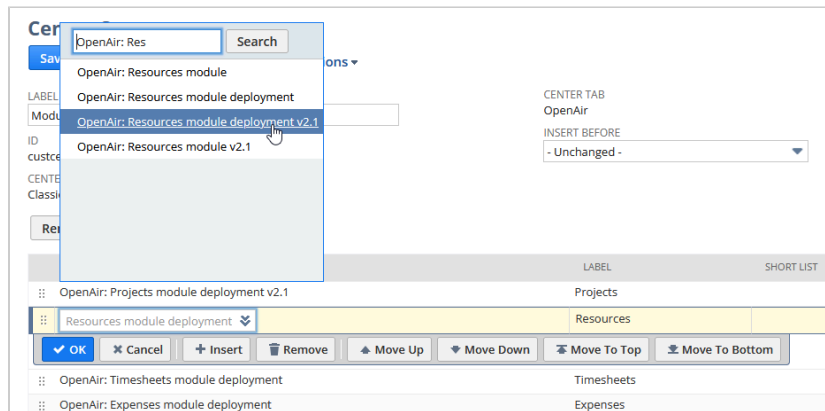 Cer
OpenAir: Res
Search
Sav
ions
OpenAir: Resources module
OpenAir: Resources module deployment
OpenAir: Resources module deployment v2.1
OpenAir: Resources module v2.1
LABEL
Modu
ID
custce
CENTE
Classi
Re
CENTER TAB
OpenAir
INSERT BEFORE
- Unchanged -
LABEL SHORT LIST
OpenAir: Projects module deployment v2.1 Projects
Resources module deployment Resources
OK Cancel Insert Remove Move Up Move Down Move To Top Move To Bottom
OpenAir: Timesheets module deployment Timesheets
OpenAir: Expenses module deployment Expenses